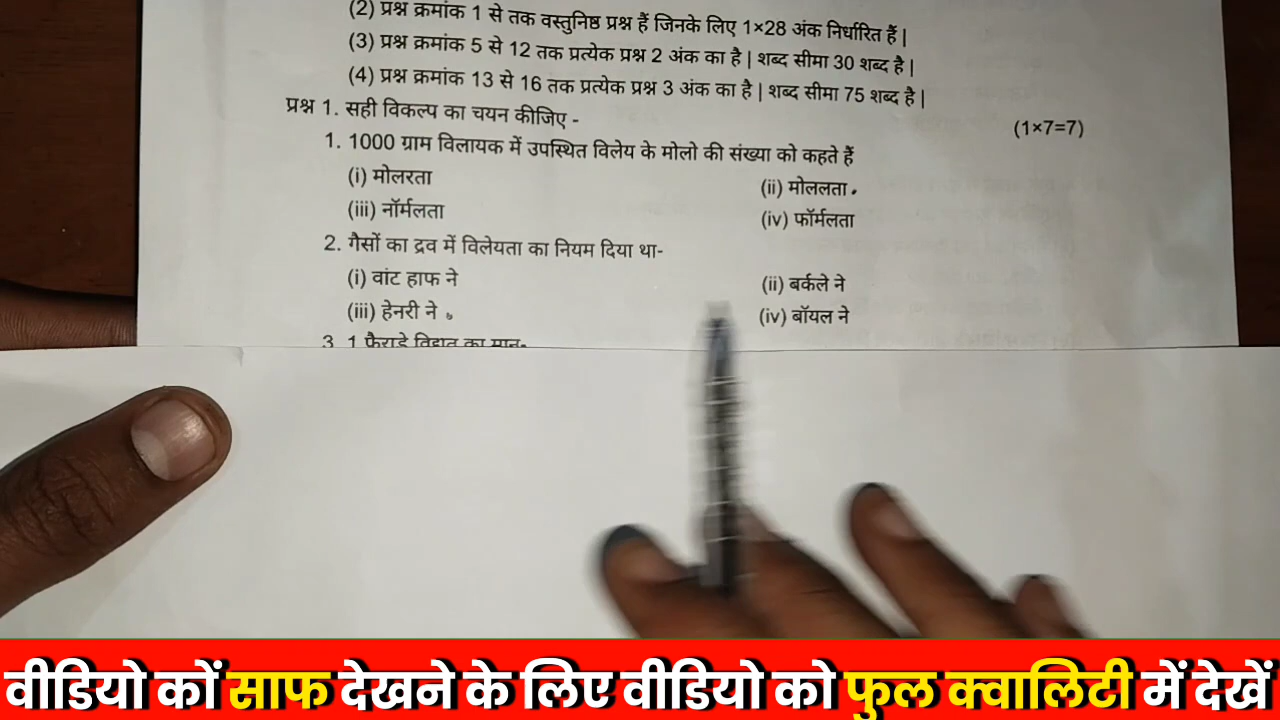 (2) प्रश्न क्रमांक 1 से तक वस्तुनिष्ठ प्रश्न हैं जिनके लिए 1×28 अंक निर्धारित हैं |
(3) प्रश्न क्रमांक 5 से 12 तक प्रत्येक प्रश्न 2 अंक का है | शब्द सीमा 30 शब्द है |
(4) प्रश्न क्रमांक 13 से 16 तक प्रत्येक प्रश्न 3 अंक का है | शब्द सीमा 75 शब्द है |
प्रश्न 1. सही विकल्प का चयन कीजिए - (1×7=7)
1. 1000 ग्राम विलायक में उपस्थित विलेय के मोलो की संख्या को कहते हैं
(i) मोलरता (ii) मोललता
(iii) नॉर्मलता (iv) फॉर्मलता
2. गैसों का द्रव में विलेयता का नियम दिया था-
(i) वांट हाफ ने (ii) बर्कले ने
(iii) हेनरी ने (iv) बॉयल ने
3. 1 फैराडे विद्युत का मान-
वीडियो कों साफ देखने के लिए वीडियो को फुल क्वालिटी में देखें